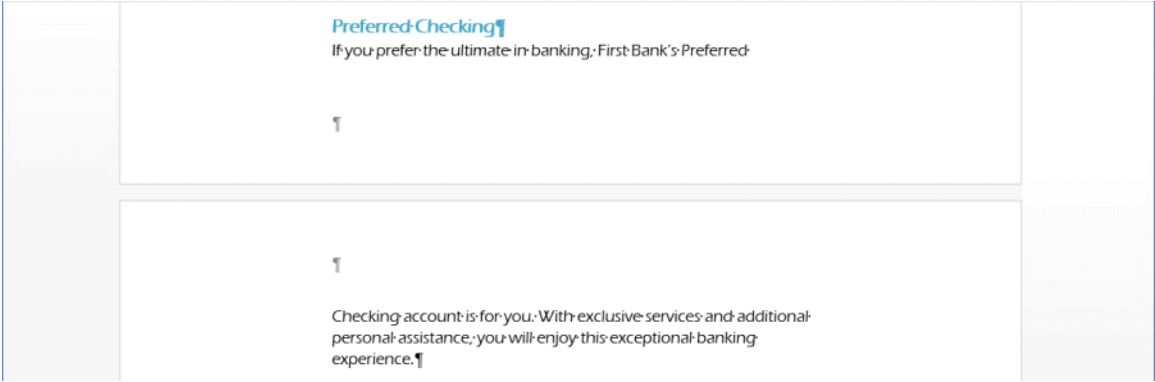 Preferred Checking¶
If you prefer the ultimate in banking, First Bank's Preferred
¶
¶
Checking account is for you. With exclusive services and additional
personal assistance, you will enjoy this exceptional banking
experience.¶